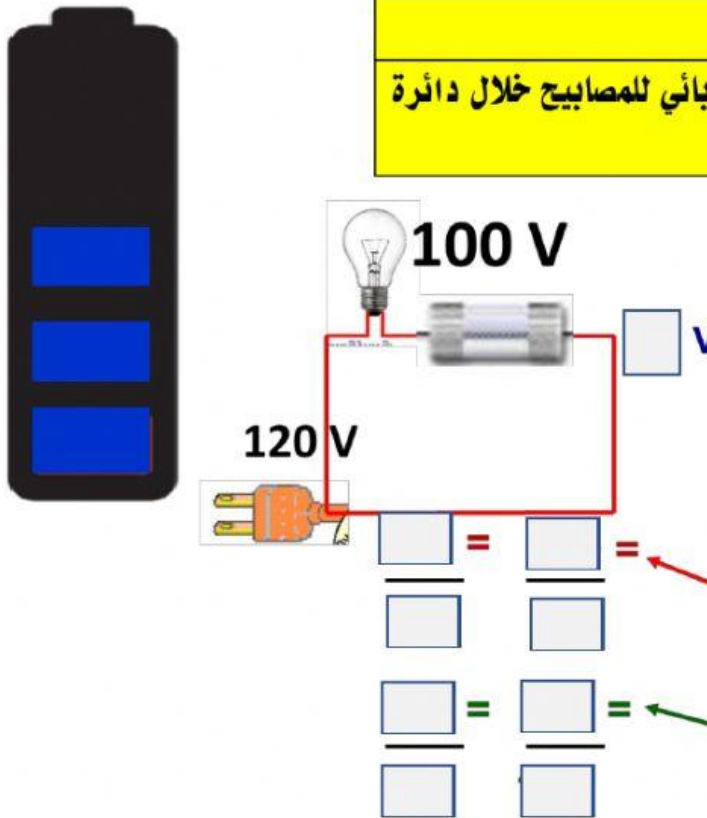 بائي للمصابيح خلال دائرة
100 V
V
120 V
= =
= =